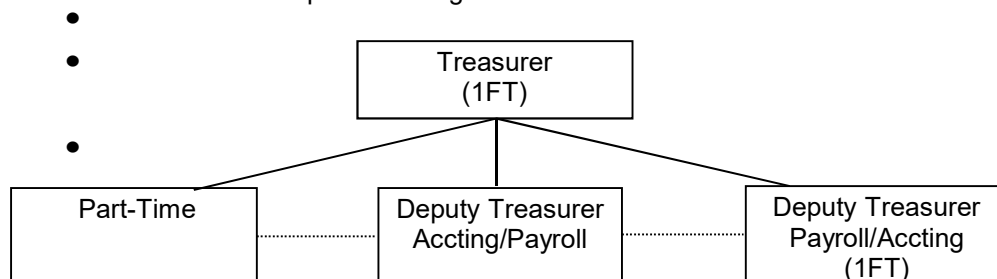 •
•
Treasurer
(1FT)
•
Part-Time
Deputy Treasurer
Accting/Payroll
Deputy Treasurer
Payroll/Accting
(1FT)